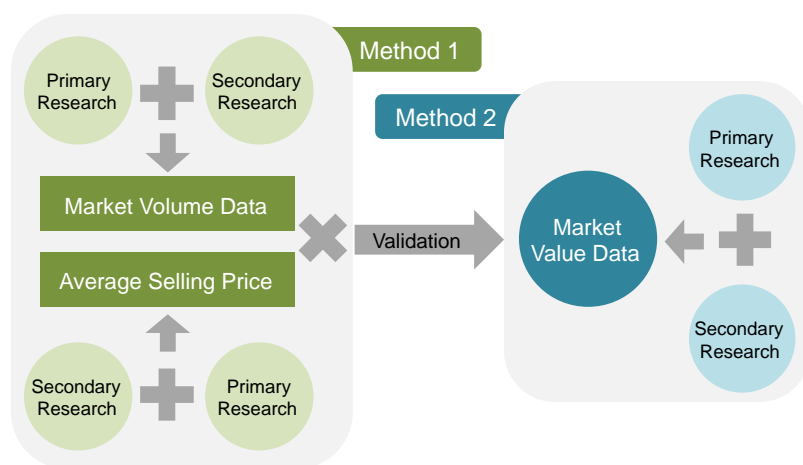 Method 1
Primary
Research
Secondary
Research
Market Volume Data
Average Selling Price
Secondary
Research
Primary
Research
Validation
Method 2
Market
Value Data
Primary
Research
Secondary
Research